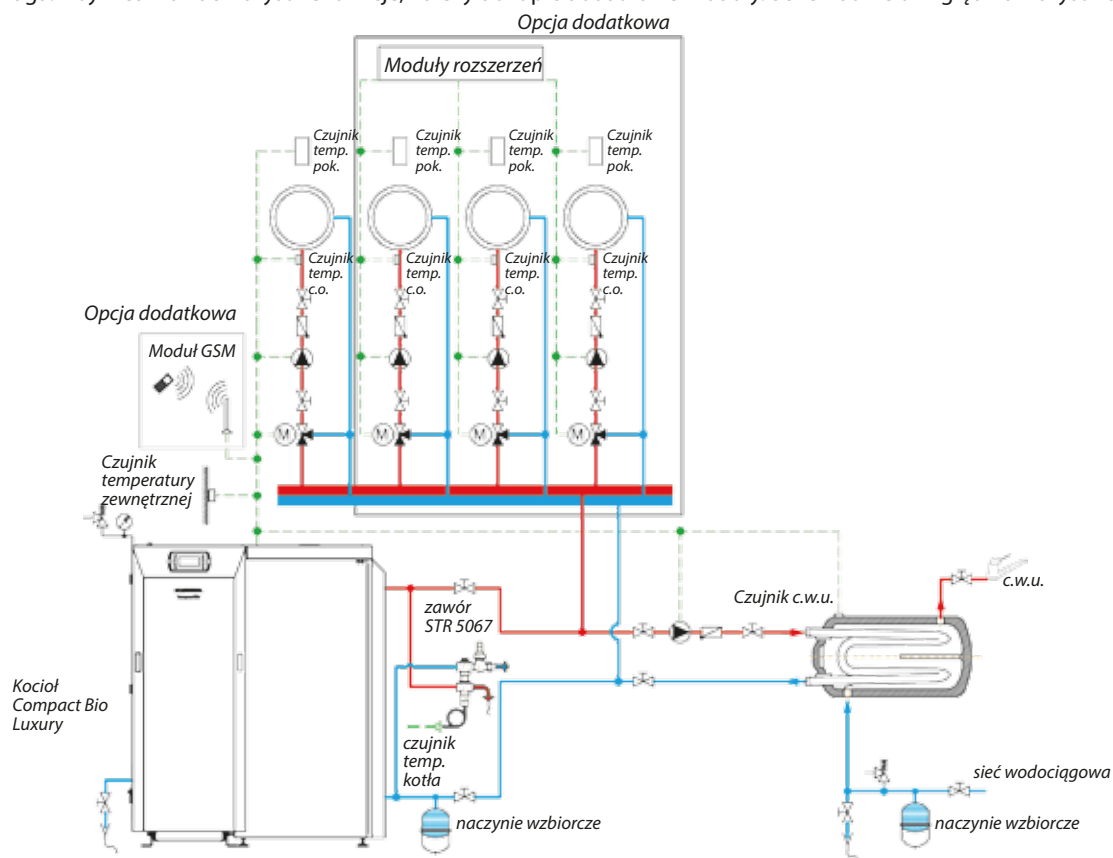 Opcja dodatkowa
Moduły rozszerzeń
Czujnik
temp.
pok.
Czujnik
temp.
pok.
Czujnik
temp.
pok.
Czujnik
temp.
pok.
Czujnik
temp.
c.o.
Czujnik
temp.
c.o.
Czujnik
temp.
c.o.
Czujnik
temp.
c.o.
Opcja dodatkowa
Moduł GSM
M
M
M
M
Czujnik
temperatury
zewnętrznej
zawór
STR 5067
Czujnik c.w.u.
c.w.u.
Kocioł
Compact Bio
Luxury
czujnik
temp.
kotła
naczynie wzbiorcze
sieć wodociągowa
naczynie wzbiorcze